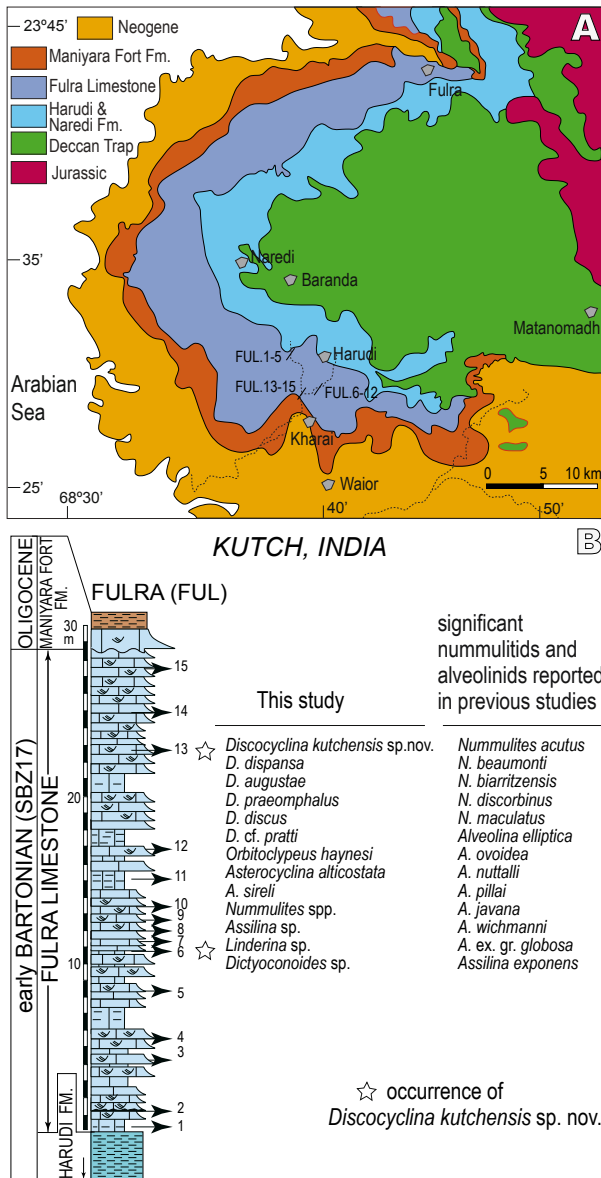 A
23º45'
Neogene
Maniyara Fort Fm.
Fulra Limestone
Harudi &
Naredi Fm.
Deccan Trap
Jurassic
Fulra
35'
Naredi
Baranda
Matanomadh
FUL.1-5
Harudi
FUL.13-15
FUL.6-12
Arabian
Sea
Kharai
Waior
0 5 10 km
25'
68º30'
40'
50'
B
KUTCH, INDIA
OLIGOCENE
MANIYARA FORT
FM.
FULRA (FUL)
30
m
early BARTONIAN (SBZ17)
FULRA LIMESTONE
HARUDI FM.
20
10
15
14
13
12
11
10
9
8
7
6
5
4
3
2
1
This study
Discocyclina kutchensis sp.nov.
D. dispansa
D. augustae
D. praeomphalus
D. discus
D. cf. pratti
Orbitoclypeus haynesi
Asterocyclina alticostata
A. sireli
Nummulites spp.
Assilina sp.
Linderina sp.
Dictyoconoides sp.
significant
nummulitids and
alveolinids reported
in previous studies
Nummulites acutus
N. beaumonti
N. biarritzensis
N. discorbinus
N. maculatus
Alveolina elliptica
A. ovoidea
A. nuttalli
A. pillai
A. javana
A. wichmanni
A. ex. gr. globosa
Assilina exponens
occurrence of
Discocyclina kutchensis sp. nov.